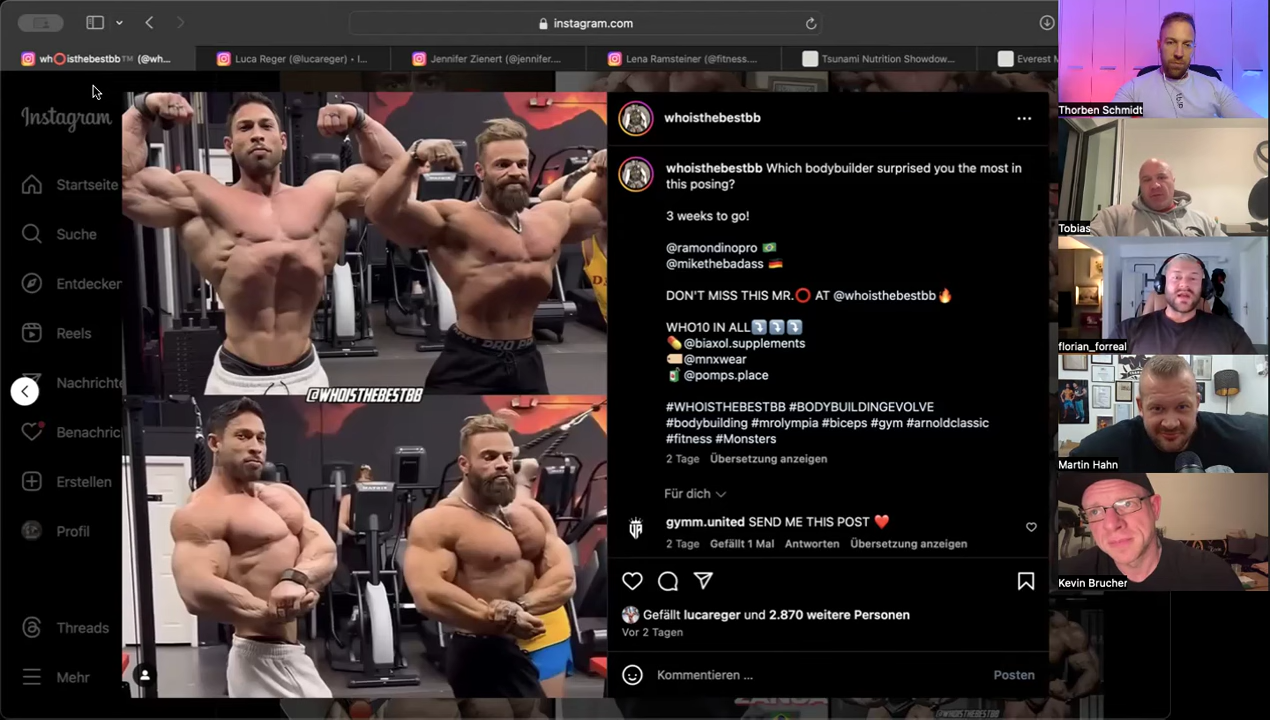 instagram.com
wh⭕isthebestbb™ (@wh...
Luca Reger (@lucareger) • I...
Jennifer Zienert (@jennifer....
Lena Ramsteiner (@fitness....
Tsunami Nutrition Showdow...
Everest M
Instagram
Startseite
Suche
Entdecken
Reels
Nachrichte
Benachric
Erstellen
Profil
Threads
Mehr
@WHOISTHEBESTBB
whoisthebestbb
whoisthebestbb Which bodybuilder surprised you the most in
this posing?
3 weeks to go!
@ramondinopro 🇧🇷
@mikethebadass 🇩🇪
DON'T MISS THIS MR.⭕ AT @whoisthebestbb🔥
WHO10 IN ALL⤵️⤵️⤵️
💊@biaxol.supplements
🏷️@mnxwear
🧃@pomps.place
#WHOISTHEBESTBB #BODYBUILDINGEVOLVE
#bodybuilding #mrolympia #biceps #gym #arnoldclassic
#fitness #Monsters
2 Tage Übersetzung anzeigen
Für dich
gymm.united SEND ME THIS POST ❤️
2 Tage Gefällt 1 Mal Antworten Übersetzung anzeigen
Gefällt lucareger und 2.870 weitere Personen
Vor 2 Tagen
Kommentieren ...
Posten
Thorben Schmidt
Tobias
florian_forreal
Martin Hahn
Kevin Brucher
@WHOISTHEBESTBB